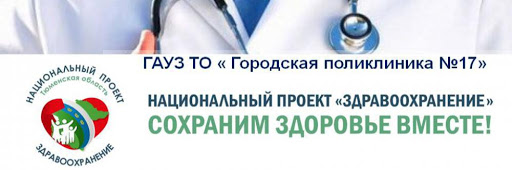 ГАУЗ ТО « Городская поликлиника №17»
НАЦИОНАЛЬНЫЙ ПРОЕКТ
Тюменская область
ЗДРАВООХРАНЕНИЕ
НАЦИОНАЛЬНЫЙ ПРОЕКТ «ЗДРАВООХРАНЕНИЕ»
СОХРАНИМ ЗДОРОВЬЕ ВМЕСТЕ!